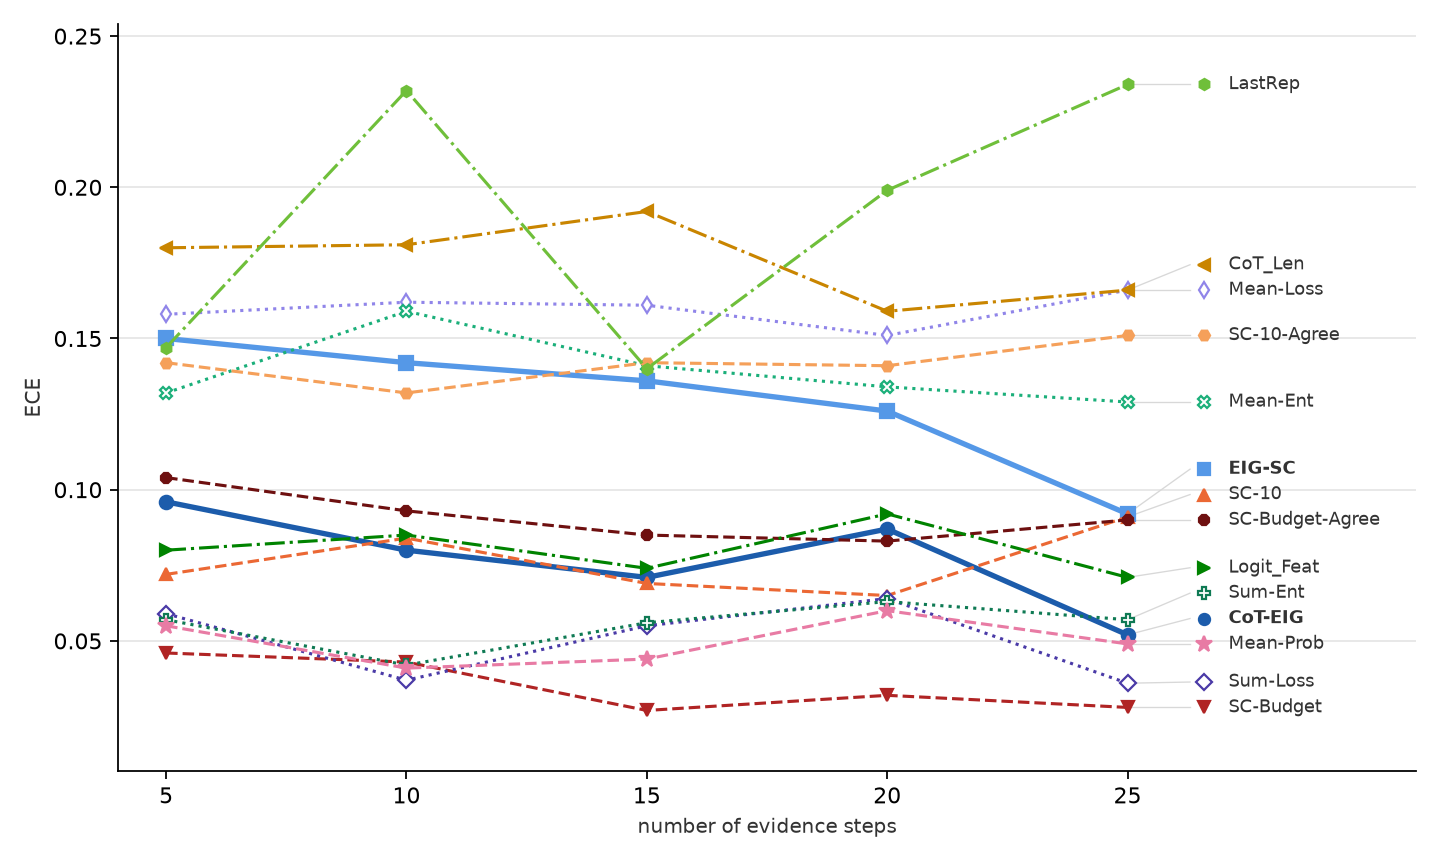 0.25
0.20
0.15
0.10
0.05
ECE
5
10
15
20
25
number of evidence steps
LastRep
CoT_Len
Mean-Loss
SC-10-Agree
Mean-Ent
EIG-SC
SC-10
SC-Budget-Agree
Logit_Feat
Sum-Ent
CoT-EIG
Mean-Prob
Sum-Loss
SC-Budget